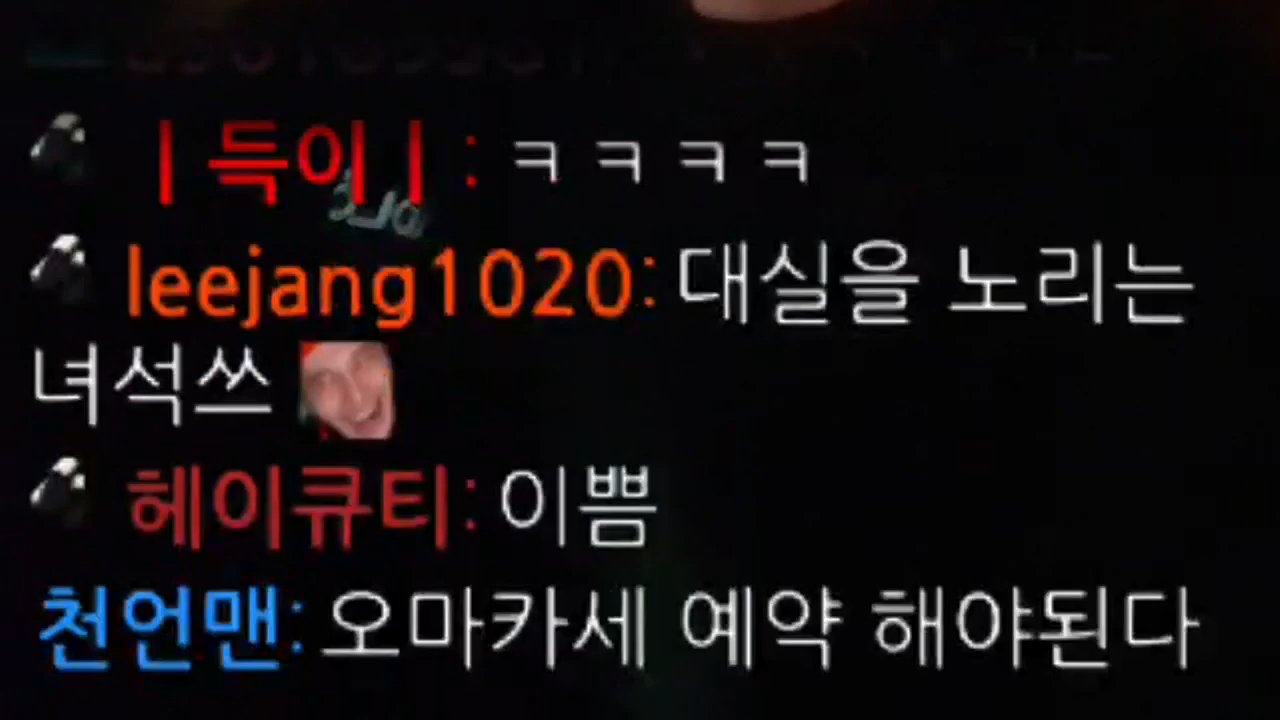 | 득이 | : ㅋㅋㅋㅋ
leejang1020: 대실을 노리는
녀석쓰
헤이큐티: 이쁨
천언맨: 오마카세 예약 해야된다